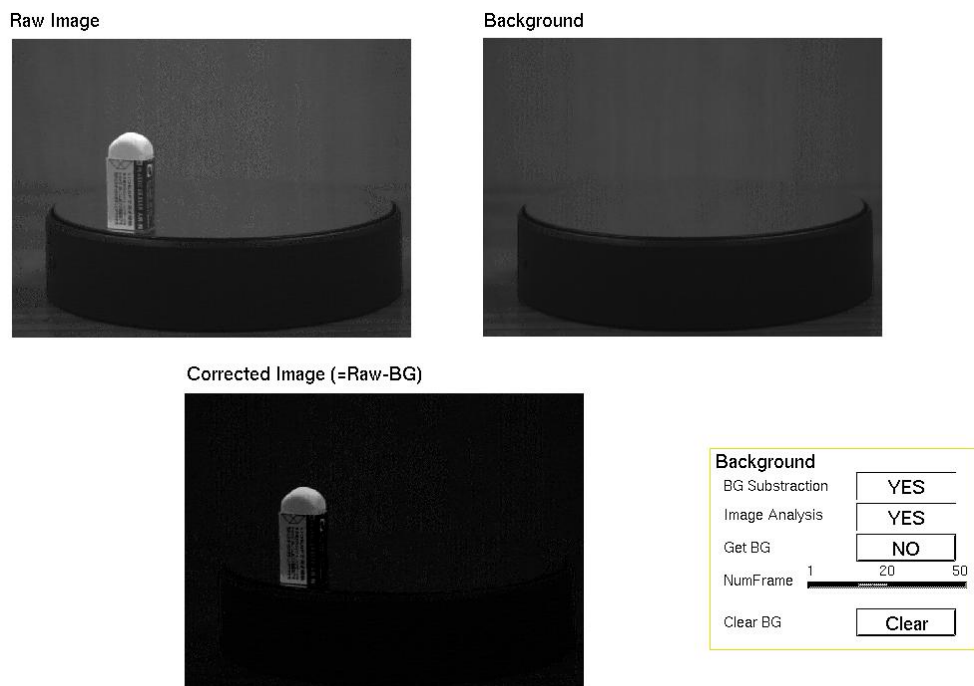 Raw Image
Background
Corrected Image (=Raw-BG)
Background
BG Substraction YES
Image Analysis YES
Get BG NO
1 20 50
NumFrame
Clear BG Clear